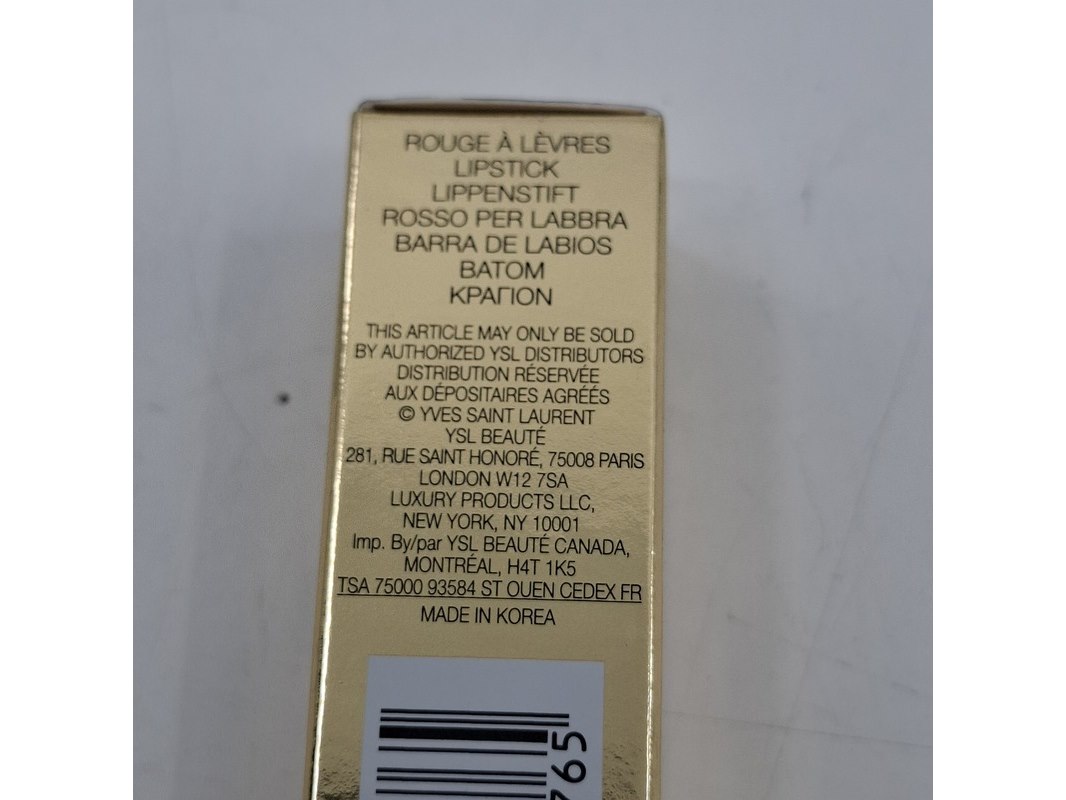 ROUGE À LÈVRES
LIPSTICK
LIPPENSTIFT
ROSSO PER LABBRA
BARRA DE LABIOS
BATOM
ΚΡΑΓΙΟΝ
THIS ARTICLE MAY ONLY BE SOLD
BY AUTHORIZED YSL DISTRIBUTORS
DISTRIBUTION RÉSERVÉE
AUX DÉPOSITAIRES AGRÉÉS
© YVES SAINT LAURENT
YSL BEAUTÉ
281, RUE SAINT HONORÉ, 75008 PARIS
LONDON W12 7SA
LUXURY PRODUCTS LLC,
NEW YORK, NY 10001
Imp. By/par YSL BEAUTÉ CANADA,
MONTRÉAL, H4T 1K5
TSA 75000 93584 ST OUEN CEDEX FR
MADE IN KOREA
765